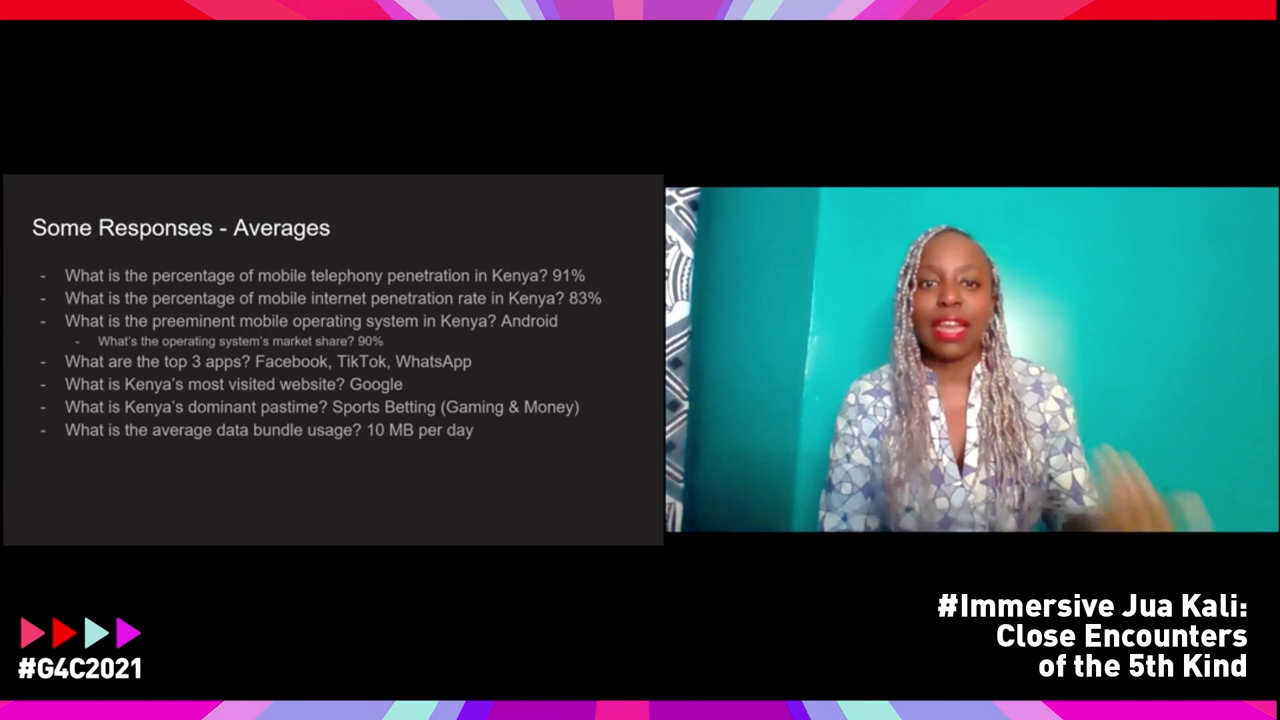 Some Responses - Averages
- What is the percentage of mobile telephony penetration in Kenya? 91%
- What is the percentage of mobile internet penetration rate in Kenya? 83%
- What is the preeminent mobile operating system in Kenya? Android
- What's the operating system's market share? 90%
- What are the top 3 apps? Facebook, TikTok, WhatsApp
- What is Kenya's most visited website? Google
- What is Kenya's dominant pastime? Sports Betting (Gaming & Money)
- What is the average data bundle usage? 10 MB per day
#G4C2021
#Immersive Jua Kali:
Close Encounters
of the 5th Kind